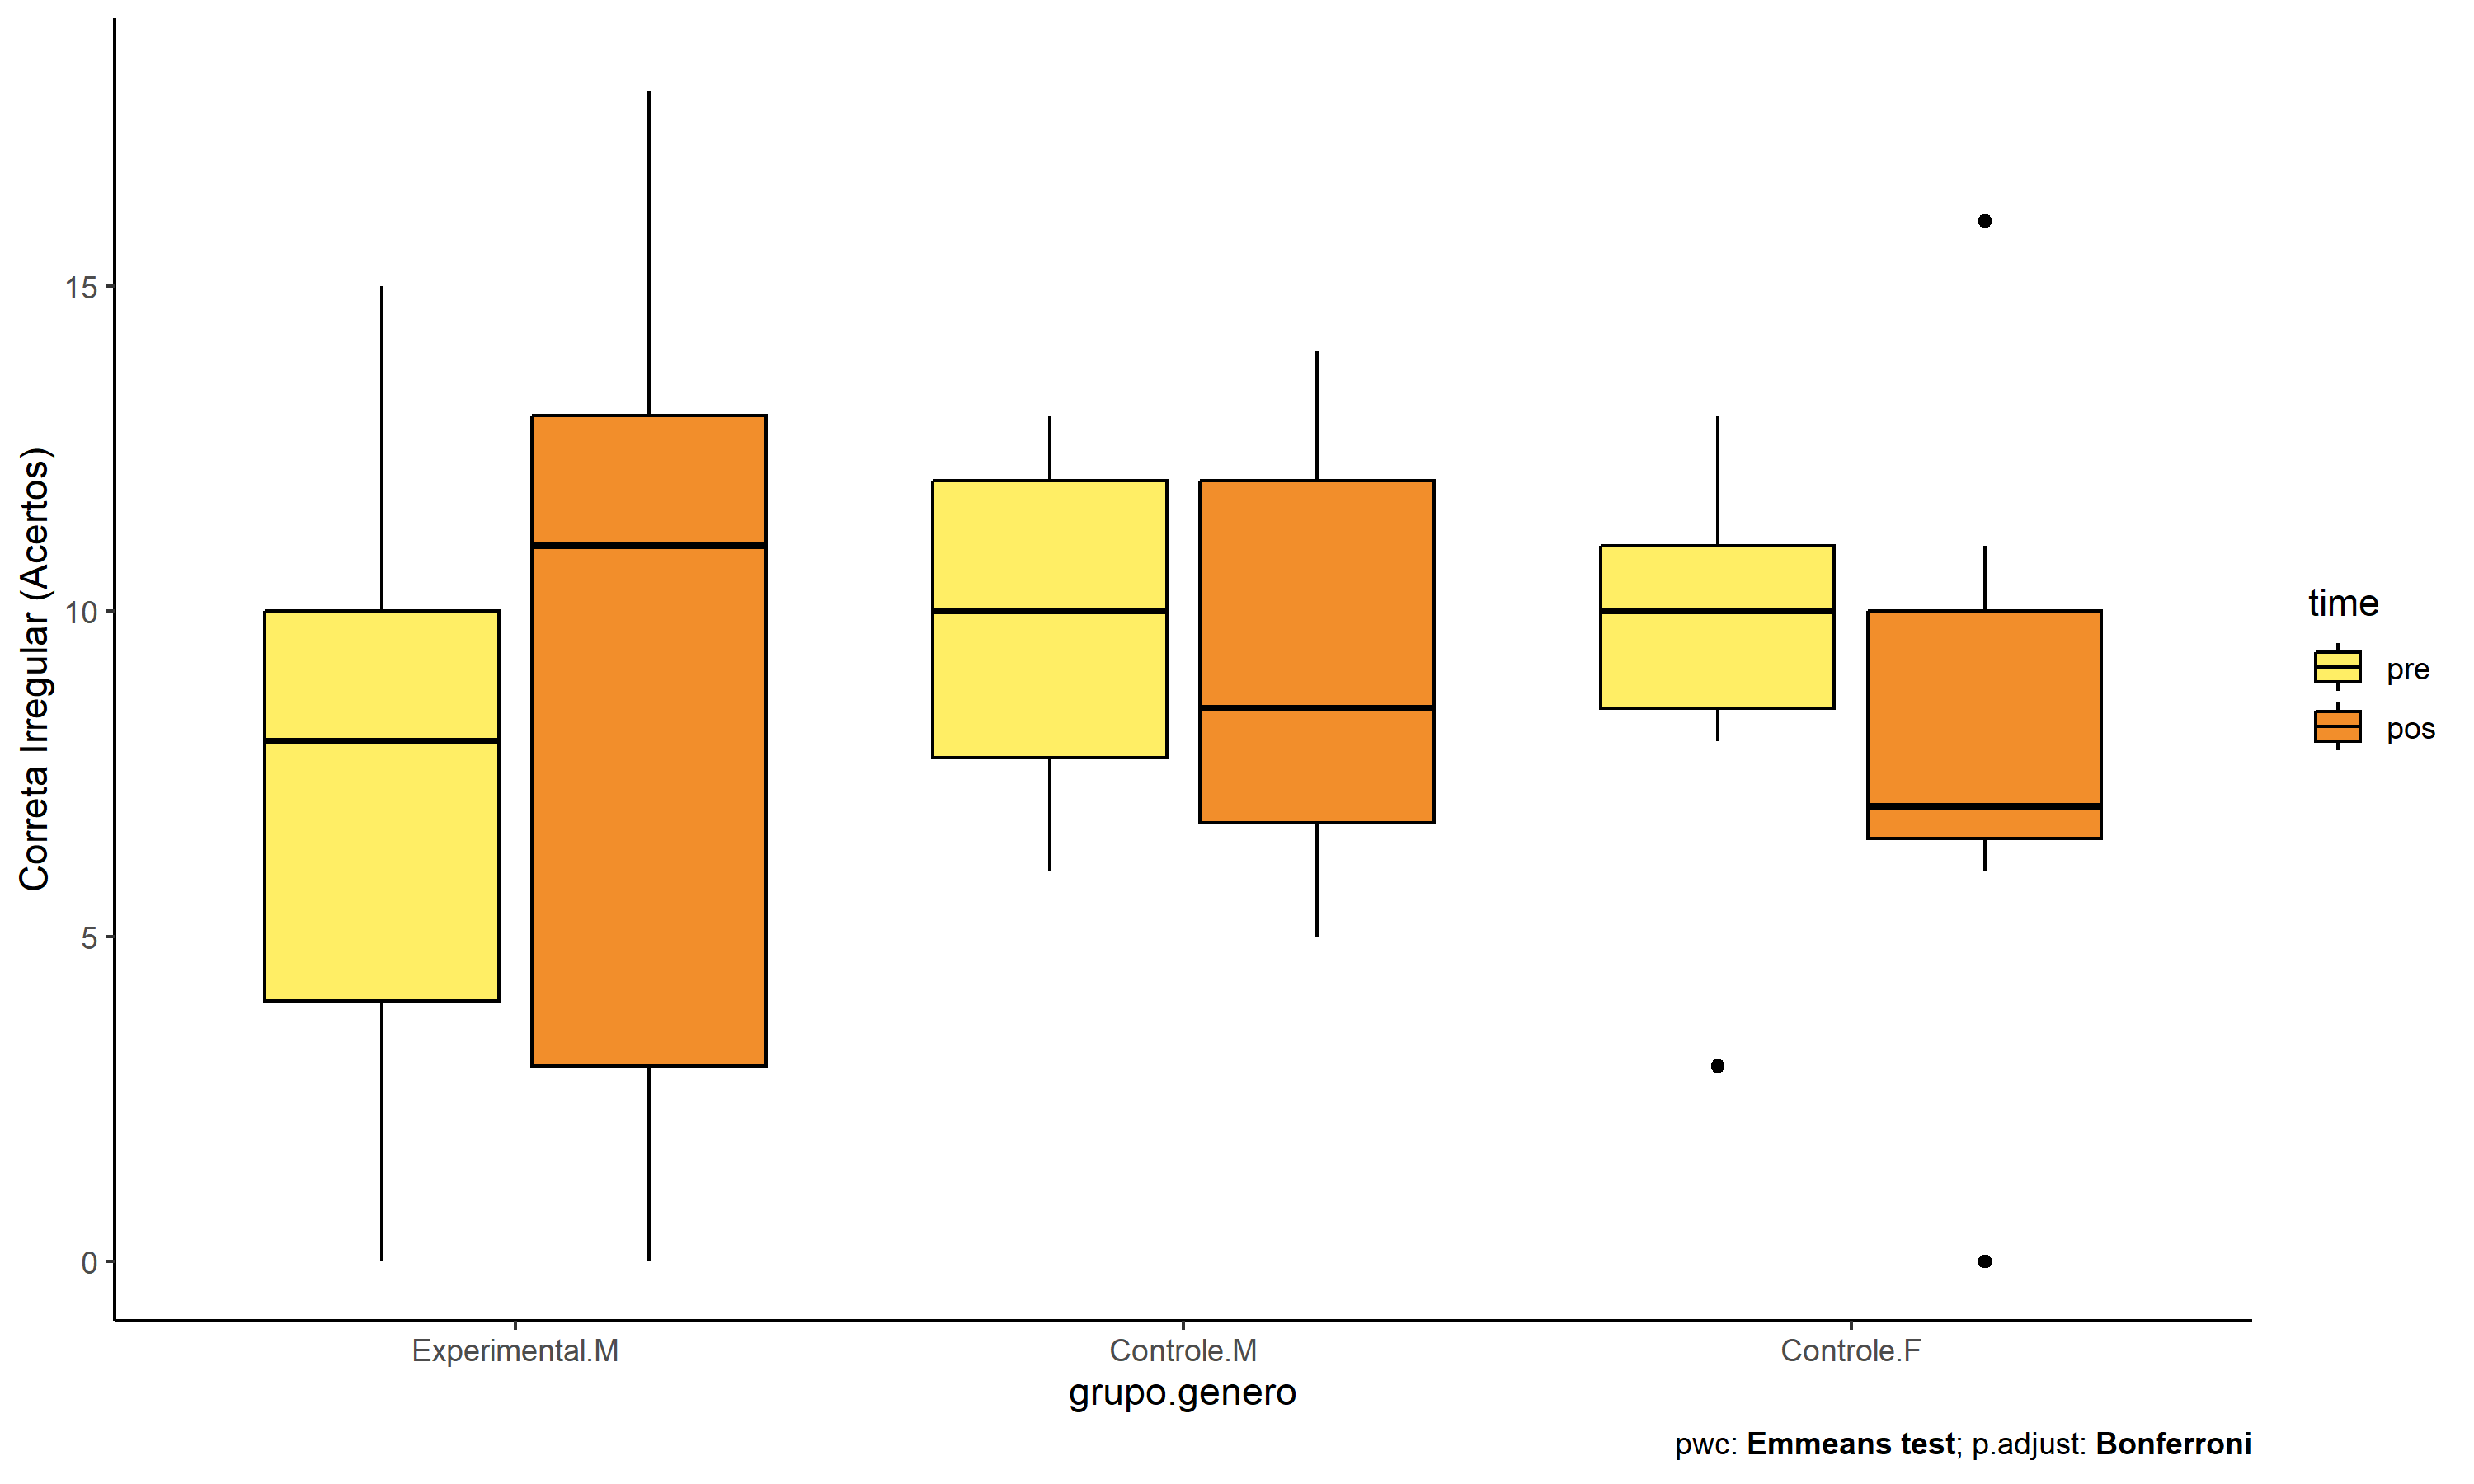 Correta Irregular (Acertos)
15
10
5
0
Experimental.M
Controle.M
Controle.F
grupo.genero
time
pre
pos
pwc: Emmeans test; p.adjust: Bonferroni